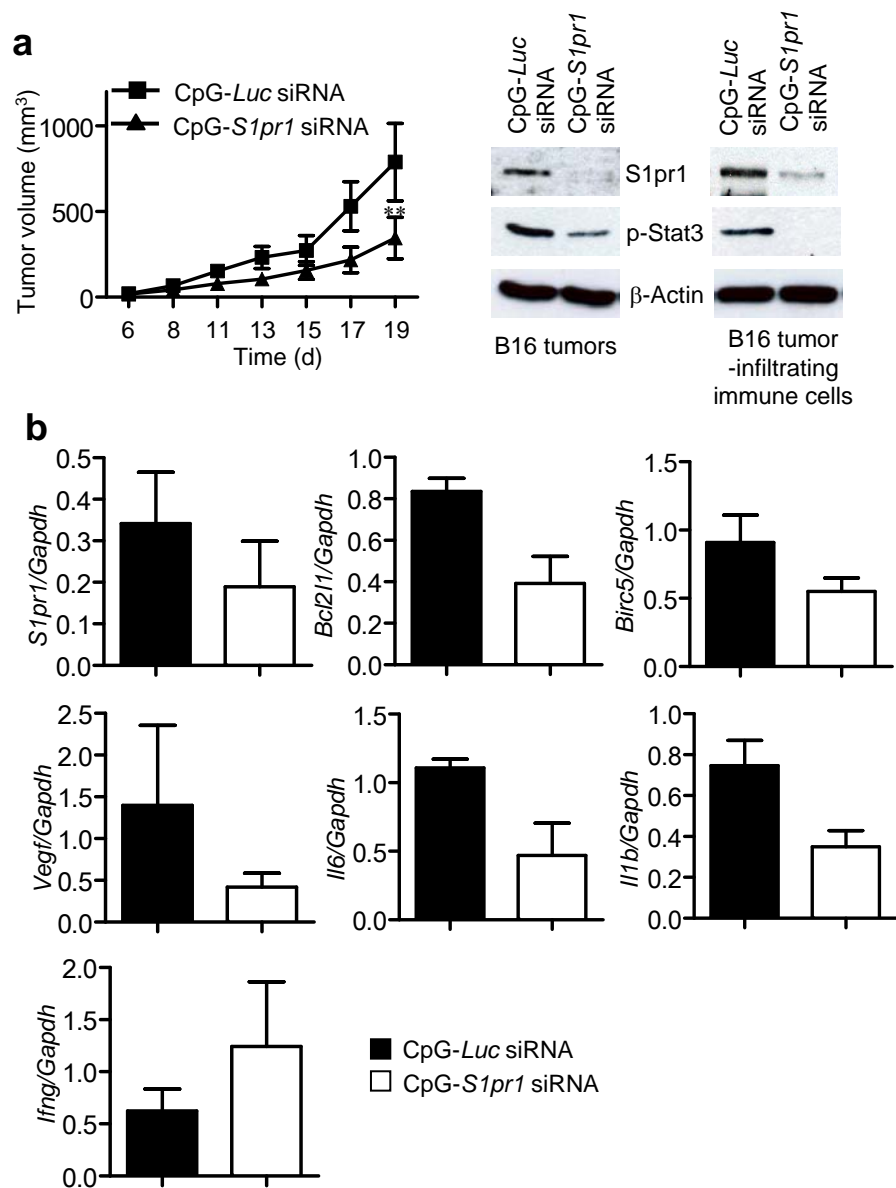 a
CpG-Luc siRNA
CpG-S1pr1 siRNA
Tumor volume (mm³)
1000
500
0
**
6 8 11 13 15 17 19
Time (d)
CpG-Luc siRNA
CpG-S1pr1 siRNA
CpG-Luc siRNA
CpG-S1pr1 siRNA
S1pr1
p-Stat3
β-Actin
B16 tumors
B16 tumor
-infiltrating
immune cells
b
S1pr1/Gapdh
0.5
0.4
0.3
0.2
0.1
0.0
Bcl2l1/Gapdh
1.0
0.8
0.6
0.4
0.2
0.0
Birc5/Gapdh
1.5
1.0
0.5
0.0
Vegf/Gapdh
2.5
2.0
1.5
1.0
0.5
0.0
Il6/Gapdh
1.5
1.0
0.5
0.0
Il1b/Gapdh
1.0
0.8
0.6
0.4
0.2
0.0
Ifng/Gapdh
2.0
1.5
1.0
0.5
0.0
CpG-Luc siRNA
CpG-S1pr1 siRNA